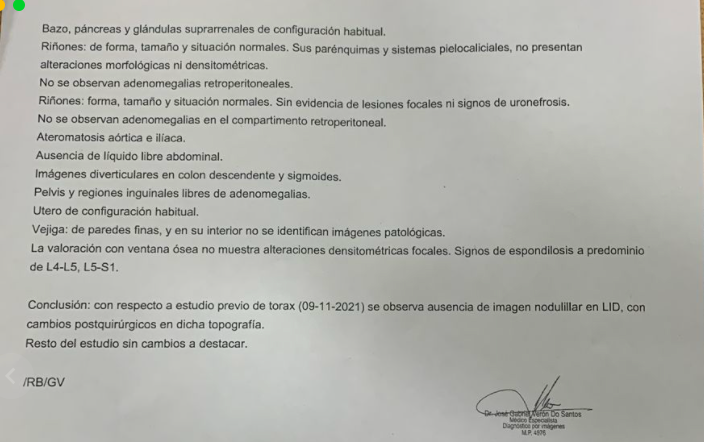 Bazo, páncreas y glándulas suprarrenales de configuración habitual.
Riñones: de forma, tamaño y situación normales. Sus parénquimas y sistemas pielocaliciales, no presentan
alteraciones morfológicas ni densitométricas.
No se observan adenomegalias retroperitoneales.
Riñones: forma, tamaño y situación normales. Sin evidencia de lesiones focales ni signos de uronefrosis.
No se observan adenomegalias en el compartimento retroperitoneal.
Ateromatosis aórtica e ilíaca.
Ausencia de líquido libre abdominal.
Imágenes diverticulares en colon descendente y sigmoides.
Pelvis y regiones inguinales libres de adenomegalias.
Utero de configuración habitual.
Vejiga: de paredes finas, y en su interior no se identifican imágenes patológicas.
La valoración con ventana ósea no muestra alteraciones densitométricas focales. Signos de espondilosis a predominio
de L4-L5, L5-S1.
Conclusión: con respecto a estudio previo de torax (09-11-2021) se observa ausencia de imagen nodulillar en LID, con
cambios postquirúrgicos en dicha topografía.
Resto del estudio sin cambios a destacar.
/RB/GV
Dr. José Gabriel Verón Do Santos
Médico Especialista
Diagnóstico por imágenes
M.P. 4976